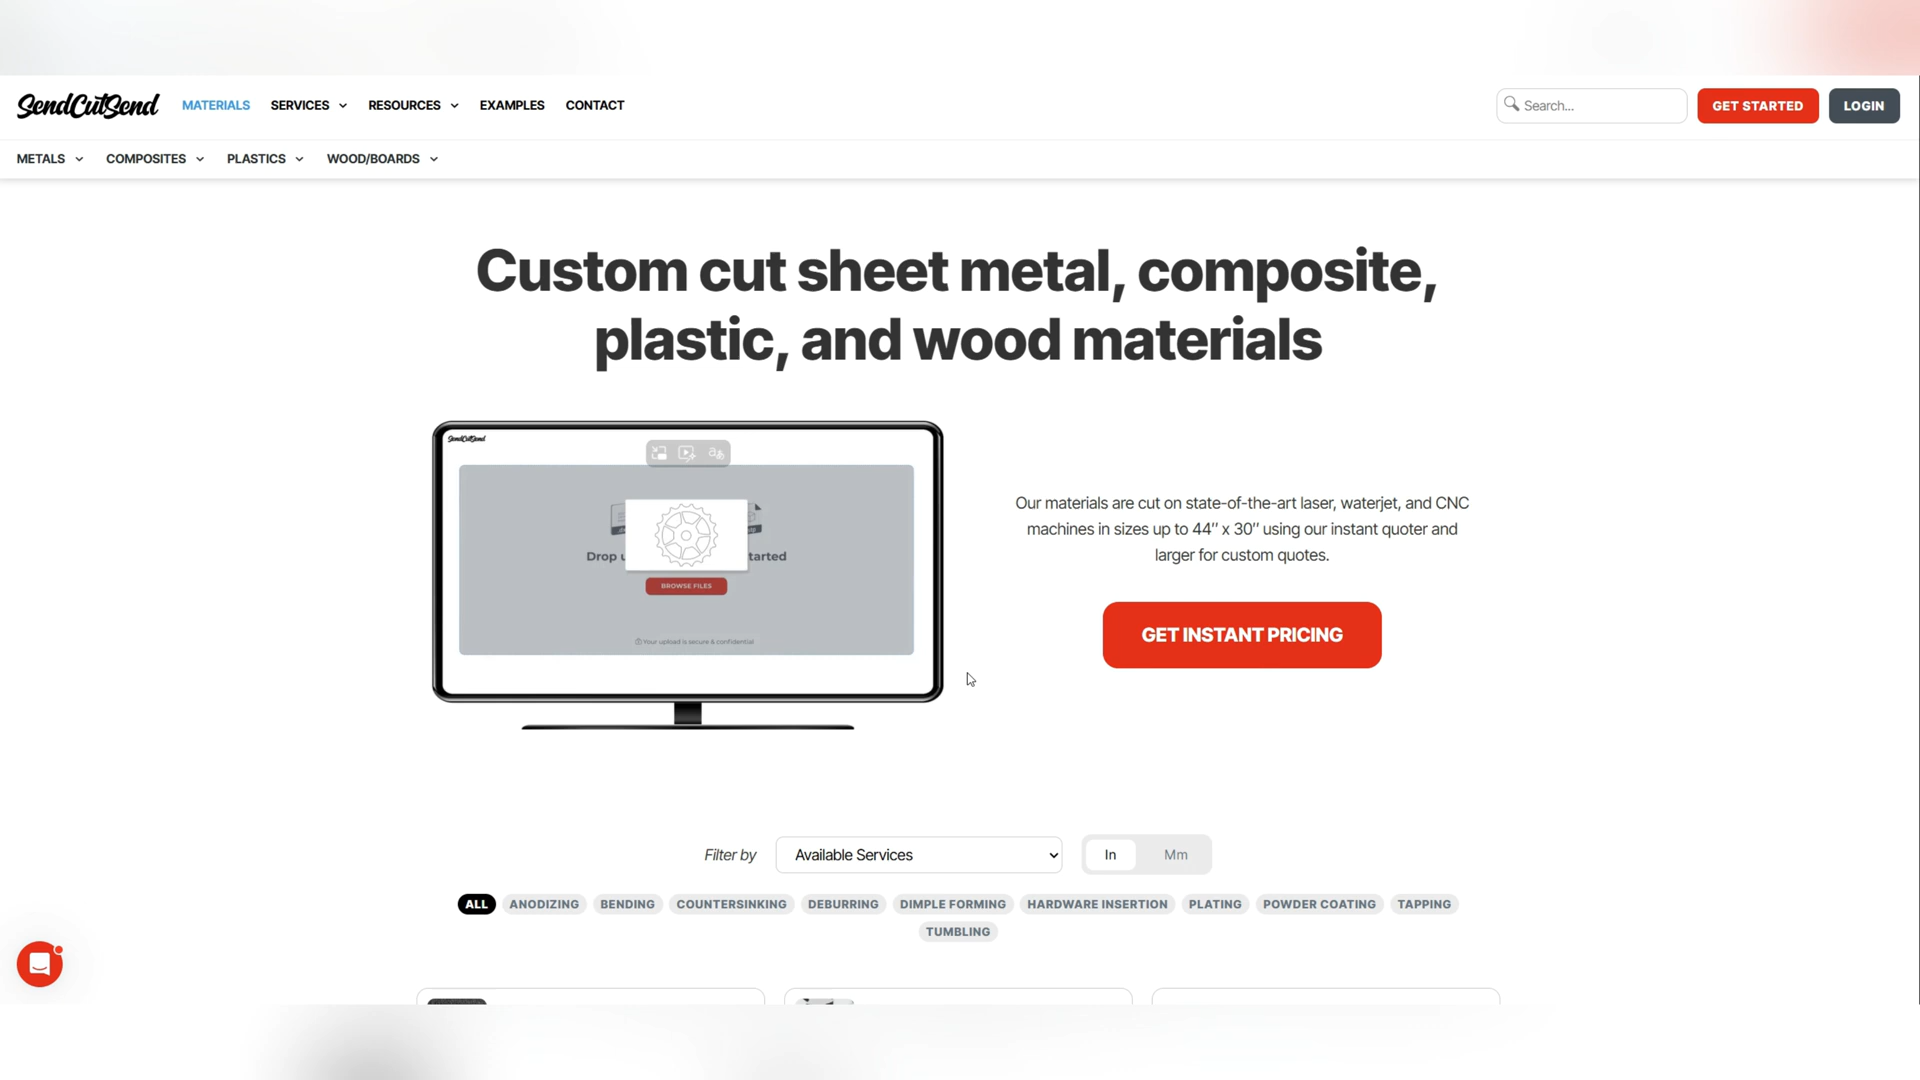 SendCutSend
MATERIALS
SERVICES
RESOURCES
EXAMPLES
CONTACT
Search...
GET STARTED
LOGIN
METALS
COMPOSITES
PLASTICS
WOOD/BOARDS
Custom cut sheet metal, composite,
plastic, and wood materials
SendCutSend
Drop
BROWSE FILES
Your upload is secure & confidential
Our materials are cut on state-of-the-art laser, waterjet, and CNC
machines in sizes up to 44″ x 30″ using our instant quoter and
larger for custom quotes.
GET INSTANT PRICING
Filter by
Available Services
In
Mm
ALL
ANODIZING
BENDING
COUNTERSINKING
DEBURRING
DIMPLE FORMING
HARDWARE INSERTION
PLATING
POWDER COATING
TAPPING
TUMBLING